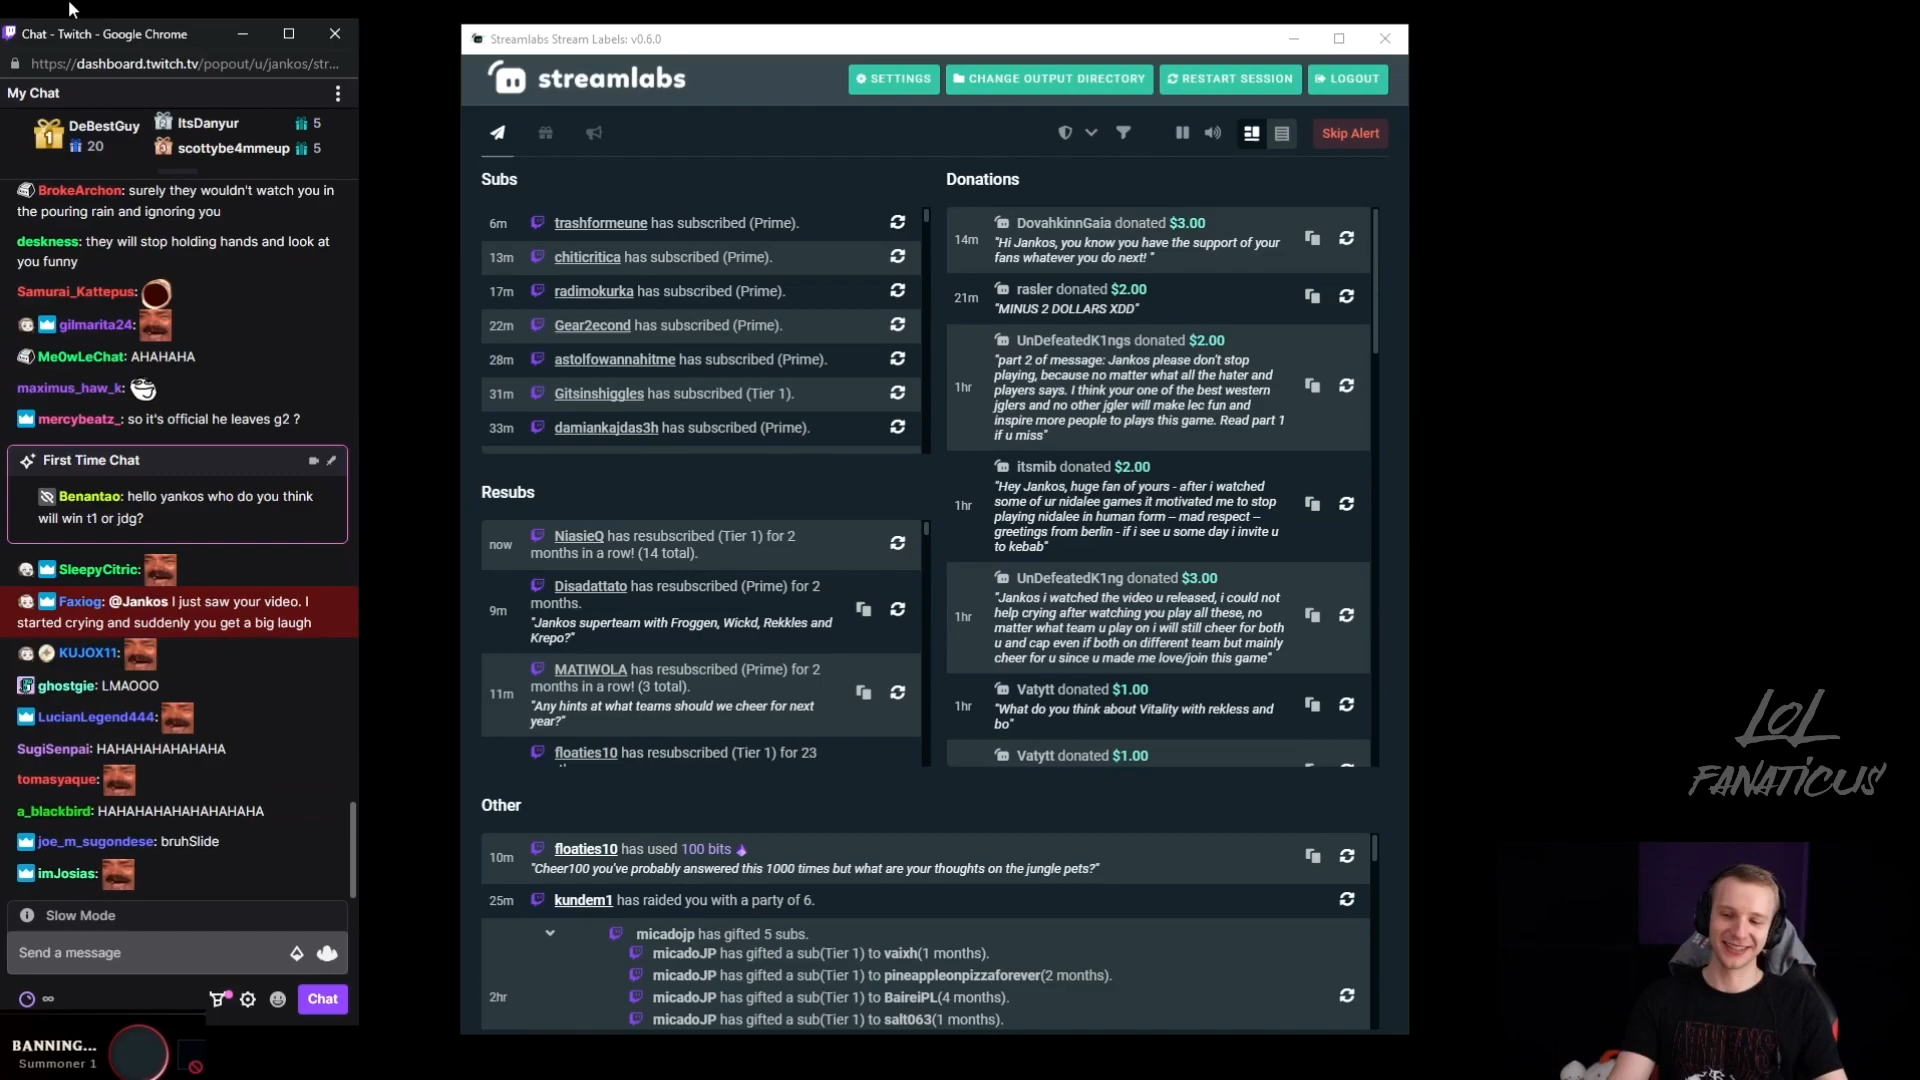 Chat - Twitch - Google Chrome
https://dashboard.twitch.tv/popout/u/jankos/str...
My Chat
1 DeBestGuy
20
2 ItsDanyur 5
3 scottybe4mmeup 5
BrokeArchon: surely they wouldn't watch you in
the pouring rain and ignoring you
deskness: they will stop holding hands and look at
you funny
Samurai_Kattepus:
gilmarita24:
Me0wLeChat: AHAHAHA
maximus_haw_k:
mercybeatz_: so it's official he leaves g2 ?
First Time Chat
Benantao: hello yankos who do you think
will win t1 or jdg?
SleepyCitric:
Faxiog: @Jankos I just saw your video. I
started crying and suddenly you get a big laugh
KUJOX11:
ghostgie: LMAOOO
LucianLegend444:
SugiSenpai: HAHAHAHAHAHAHA
tomasyaque:
a_blackbird: HAHAHAHAHAHAHAHA
joe_m_sugondese: bruhSlide
imJosias:
Slow Mode
Send a message
∞
Chat
BANNING...
Summoner 1
Streamlabs Stream Labels: v0.6.0
streamlabs
SETTINGS
CHANGE OUTPUT DIRECTORY
RESTART SESSION
LOGOUT
Skip Alert
Subs
6m trashformeune has subscribed (Prime).
13m chiticritica has subscribed (Prime).
17m radimokurka has subscribed (Prime).
22m Gear2econd has subscribed (Prime).
28m astolfowannahitme has subscribed (Prime).
31m Gitsinshiggles has subscribed (Tier 1).
33m damiankajdas3h has subscribed (Prime).
Resubs
now NiasieQ has resubscribed (Tier 1) for 2
months in a row! (14 total).
9m Disadattato has resubscribed (Prime) for 2
months.
"Jankos superteam with Froggen, Wickd, Rekkles and
Krepo?"
11m MATIWOLA has resubscribed (Prime) for 2
months in a row! (3 total).
"Any hints at what teams should we cheer for next
year?"
floaties10 has resubscribed (Tier 1) for 23
Donations
14m DovahkinnGaia donated $3.00
"Hi Jankos, you know you have the support of your
fans whatever you do next! "
21m rasler donated $2.00
"MINUS 2 DOLLARS XDD"
1hr UnDefeatedK1ngs donated $2.00
"part 2 of message: Jankos please don't stop
playing, because no matter what all the hater and
players says. I think your one of the best western
jglers and no other jgler will make lec fun and
inspire more people to plays this game. Read part 1
if u miss"
1hr itsmib donated $2.00
"Hey Jankos, huge fan of yours - after i watched
some of ur nidalee games it motivated me to stop
playing nidalee in human form -- mad respect --
greetings from berlin - if i see u some day i invite u
to kebab"
1hr UnDefeatedK1ng donated $3.00
"Jankos i watched the video u released, i could not
help crying after watching you play all these, no
matter what team u play on i will still cheer for both
u and cap even if both on different team but mainly
cheer for u since u made me love/join this game"
1hr Vatytt donated $1.00
"What do you think about Vitality with rekless and
bo"
Vatytt donated $1.00
Other
10m floaties10 has used 100 bits
"Cheer100 you've probably answered this 1000 times but what are your thoughts on the jungle pets?"
25m kundem1 has raided you with a party of 6.
micadojp has gifted 5 subs.
micadoJP has gifted a sub(Tier 1) to vaixh(1 months).
micadoJP has gifted a sub(Tier 1) to pineappleonpizzaforever(2 months).
2hr micadoJP has gifted a sub(Tier 1) to BaireiPL(4 months).
micadoJP has gifted a sub(Tier 1) to salt063(1 months).
LOL
FANATICUS